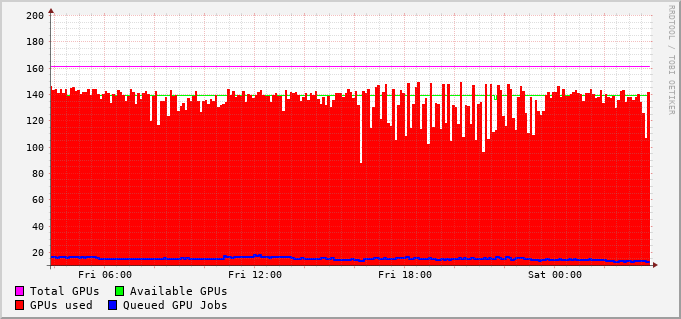 200
180
160
140
120
100
80
60
40
20
Fri 06:00 Fri 12:00 Fri 18:00 Sat 00:00
Total GPUs Available GPUs
GPUs used Queued GPU Jobs
RRDTOOL / TOBI OETIKER